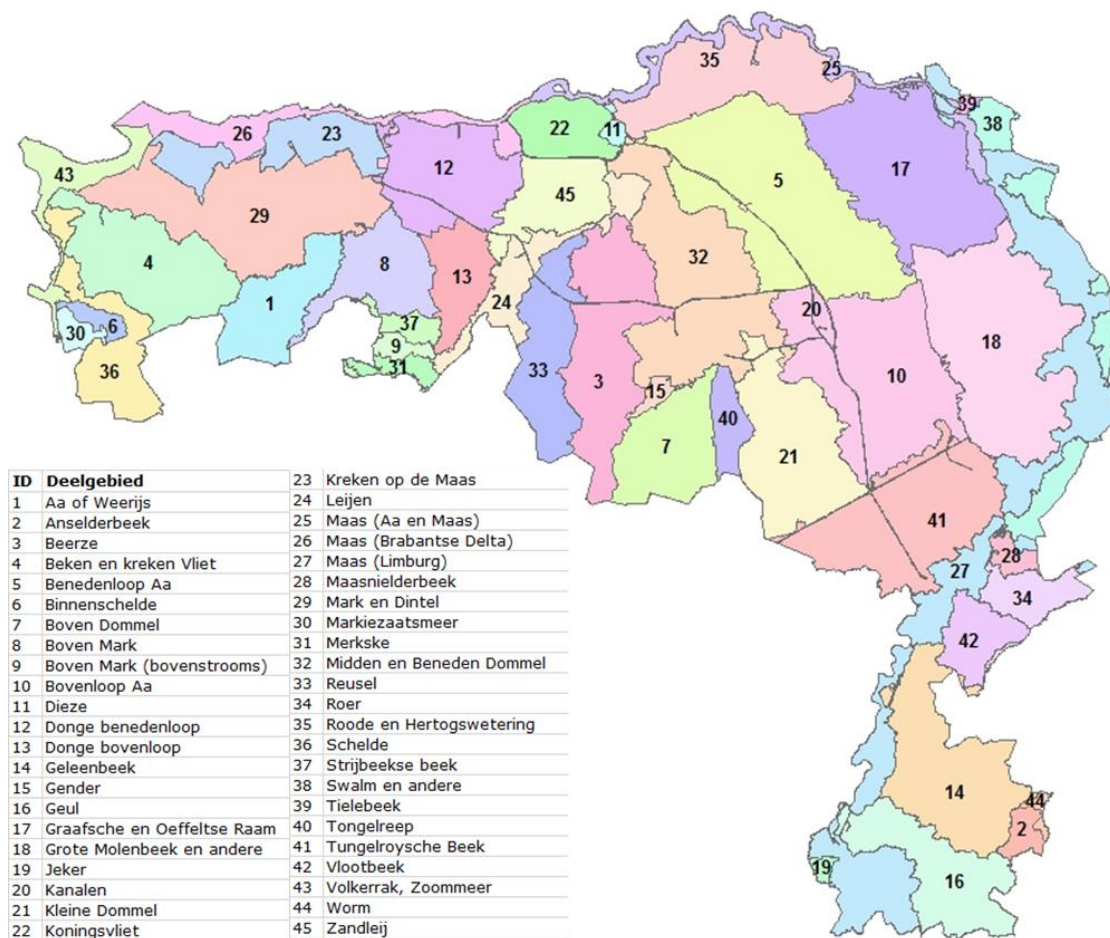 35
25
39
38
26
23
22
11
43
12
17
45
5
29
4
8
32
1
13
24
20
37
18
30
6
9
31
33
3
10
36
15
40
7
21
41
28
27
34
42
14
44
2
19
16
ID Deelgebied
1 Aa of Weerijs
2 Anselderbeek
3 Beerze
4 Beken en kreken Vliet
5 Benedenloop Aa
6 Binnenschelde
7 Boven Dommel
8 Boven Mark
9 Boven Mark (bovenstrooms)
10 Bovenloop Aa
11 Dieze
12 Donge benedenloop
13 Donge bovenloop
14 Geleenbeek
15 Gender
16 Geul
17 Graafsche en Oeffeltse Raam
18 Grote Molenbeek en andere
19 Jeker
20 Kanalen
21 Kleine Dommel
22 Koningsvliet
23 Kreken op de Maas
24 Leijen
25 Maas (Aa en Maas)
26 Maas (Brabantse Delta)
27 Maas (Limburg)
28 Maasnielderbeek
29 Mark en Dintel
30 Markiezaatsmeer
31 Merkske
32 Midden en Beneden Dommel
33 Reusel
34 Roer
35 Roode en Hertogswetering
36 Schelde
37 Strijbeekse beek
38 Swalm en andere
39 Tielebeek
40 Tongelreep
41 Tungelroysche Beek
42 Vlootbeek
43 Volkerrak, Zoommeer
44 Worm
45 Zandleij